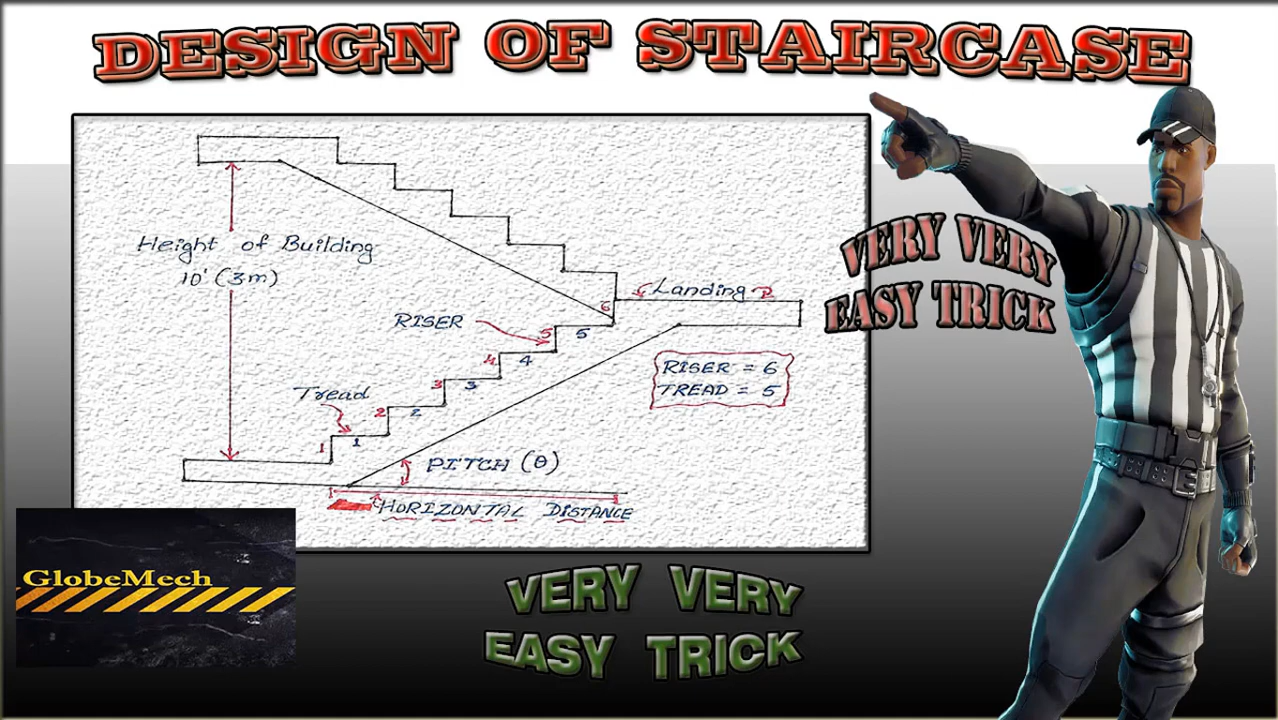 DESIGN OF STAIRCASE
Height of Building
10' (3m)
Landing
RISER
RISER = 6
TREAD = 5
Tread
1
2
3
4
5
6
1
2
3
4
5
PITCH (θ)
HORIZONTAL DISTANCE
VERY VERY
EASY TRICK
GlobeMech
VERY VERY
EASY TRICK